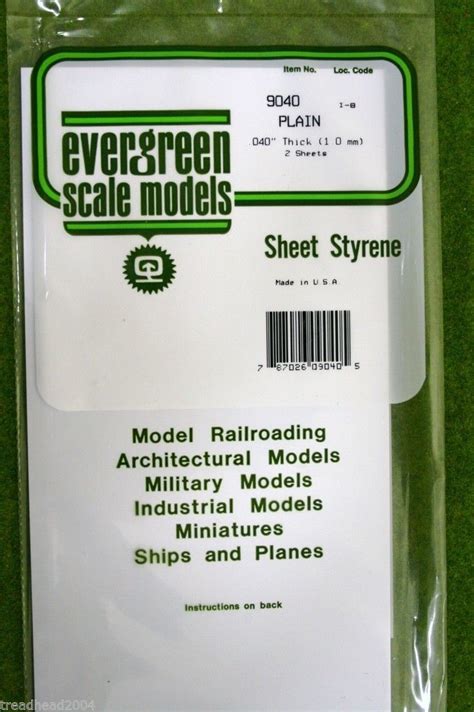 Item No. Loc. Code
9040 I-8
PLAIN
.040" Thick (1.0 mm)
2 Sheets
evergreen
scale models
Sheet Styrene
Made in U.S.A.
7 87026 09040 5
Model Railroading
Architectural Models
Military Models
Industrial Models
Miniatures
Ships and Planes
Instructions on back
treadhead2004